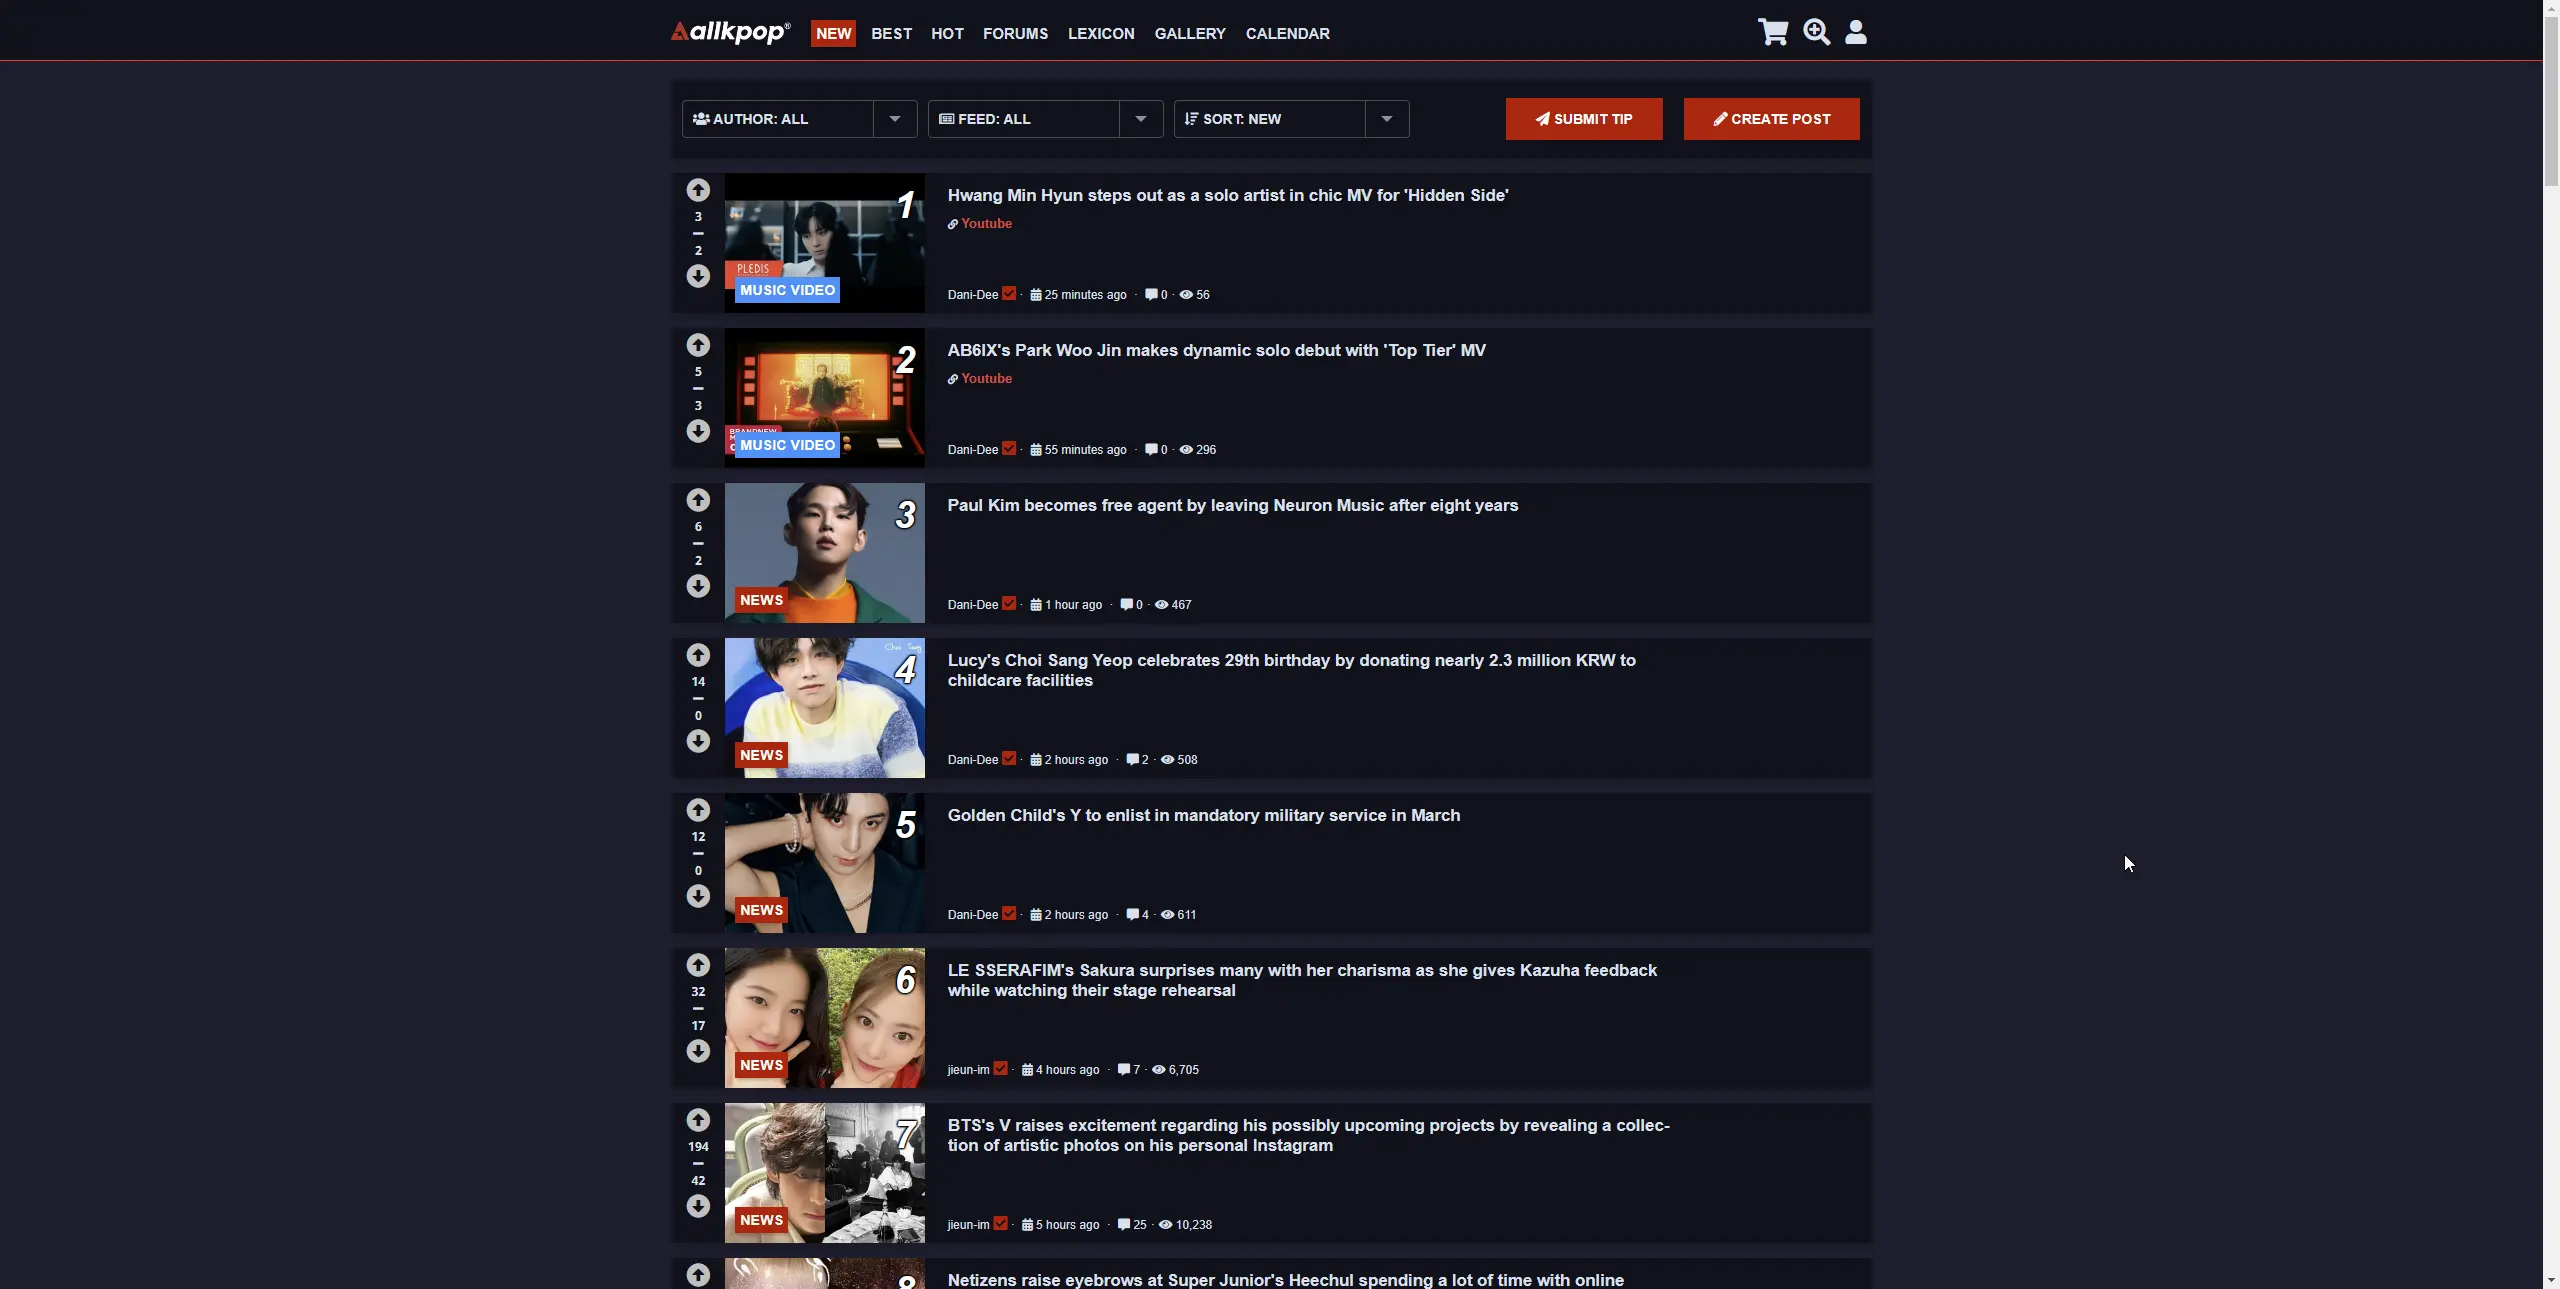 allkpop®
NEW BEST HOT FORUMS LEXICON GALLERY CALENDAR
AUTHOR: ALL
FEED: ALL
SORT: NEW
SUBMIT TIP
CREATE POST
3
2
1
PLEDIS
MUSIC VIDEO
Hwang Min Hyun steps out as a solo artist in chic MV for 'Hidden Side'
Youtube
Dani-Dee · 25 minutes ago · 0 · 56
5
3
2
BRANDNEW
MUSIC VIDEO
AB6IX's Park Woo Jin makes dynamic solo debut with 'Top Tier' MV
Youtube
Dani-Dee · 55 minutes ago · 0 · 296
6
2
3
NEWS
Paul Kim becomes free agent by leaving Neuron Music after eight years
Dani-Dee · 1 hour ago · 0 · 467
14
0
4
NEWS
Lucy's Choi Sang Yeop celebrates 29th birthday by donating nearly 2.3 million KRW to
childcare facilities
Dani-Dee · 2 hours ago · 2 · 508
12
0
5
NEWS
Golden Child's Y to enlist in mandatory military service in March
Dani-Dee · 2 hours ago · 4 · 611
32
17
6
NEWS
LE SSERAFIM's Sakura surprises many with her charisma as she gives Kazuha feedback
while watching their stage rehearsal
jieun-im · 4 hours ago · 7 · 6,705
194
42
7
NEWS
BTS's V raises excitement regarding his possibly upcoming projects by revealing a collec-
tion of artistic photos on his personal Instagram
jieun-im · 5 hours ago · 25 · 10,238
8
Netizens raise eyebrows at Super Junior's Heechul spending a lot of time with online